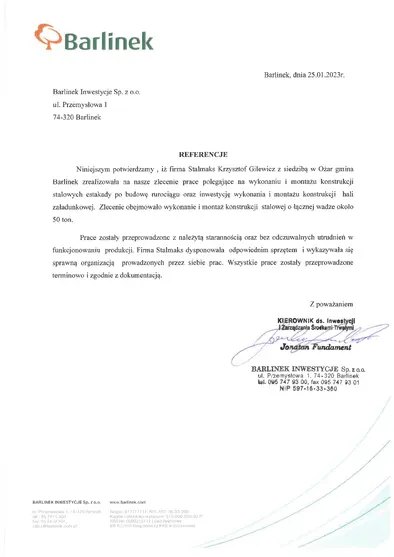 Barlinek
Barlinek, dnia 25.01.2023r.
Barlinek Inwestycje Sp. z o.o.
ul. Przemysłowa 1
74-320 Barlinek
REFERENCJE
Niniejszym potwierdzamy , iż firma Stalmaks Krzysztof Gilewicz z siedzibą w Ożar gmina
Barlinek zrealizowała na nasze zlecenie prace polegające na wykonaniu i montażu konstrukcji
stalowych estakady po budowę rurociągu oraz inwestycję wykonania i montażu konstrukcji hali
załadunkowej. Zlecenie obejmowało wykonanie i montaż konstrukcji stalowej o łącznej wadze około
50 ton.
Prace zostały przeprowadzone z należytą starannością oraz bez odczuwalnych utrudnień w
funkcjonowaniu produkcji. Firma Stalmaks dysponowała odpowiednim sprzętem i wykazywała się
sprawną organizacją prowadzonych przez siebie prac. Wszystkie prace zostały przeprowadzone
terminowo i zgodnie z dokumentacją.
Z poważaniem
KIEROWNIK ds. Inwestycji
i Zarządzania Środkami Trwałymi
Jonatan Fundament
BARLINEK INWESTYCJE Sp. z o.o.
ul. Przemysłowa 1, 74-320 Barlinek
tel. 095 747 93 00, fax 095 747 93 01
NIP 597-16-33-380
BARLINEK INWESTYCJE Sp. z o.o.
www.barlinek.com